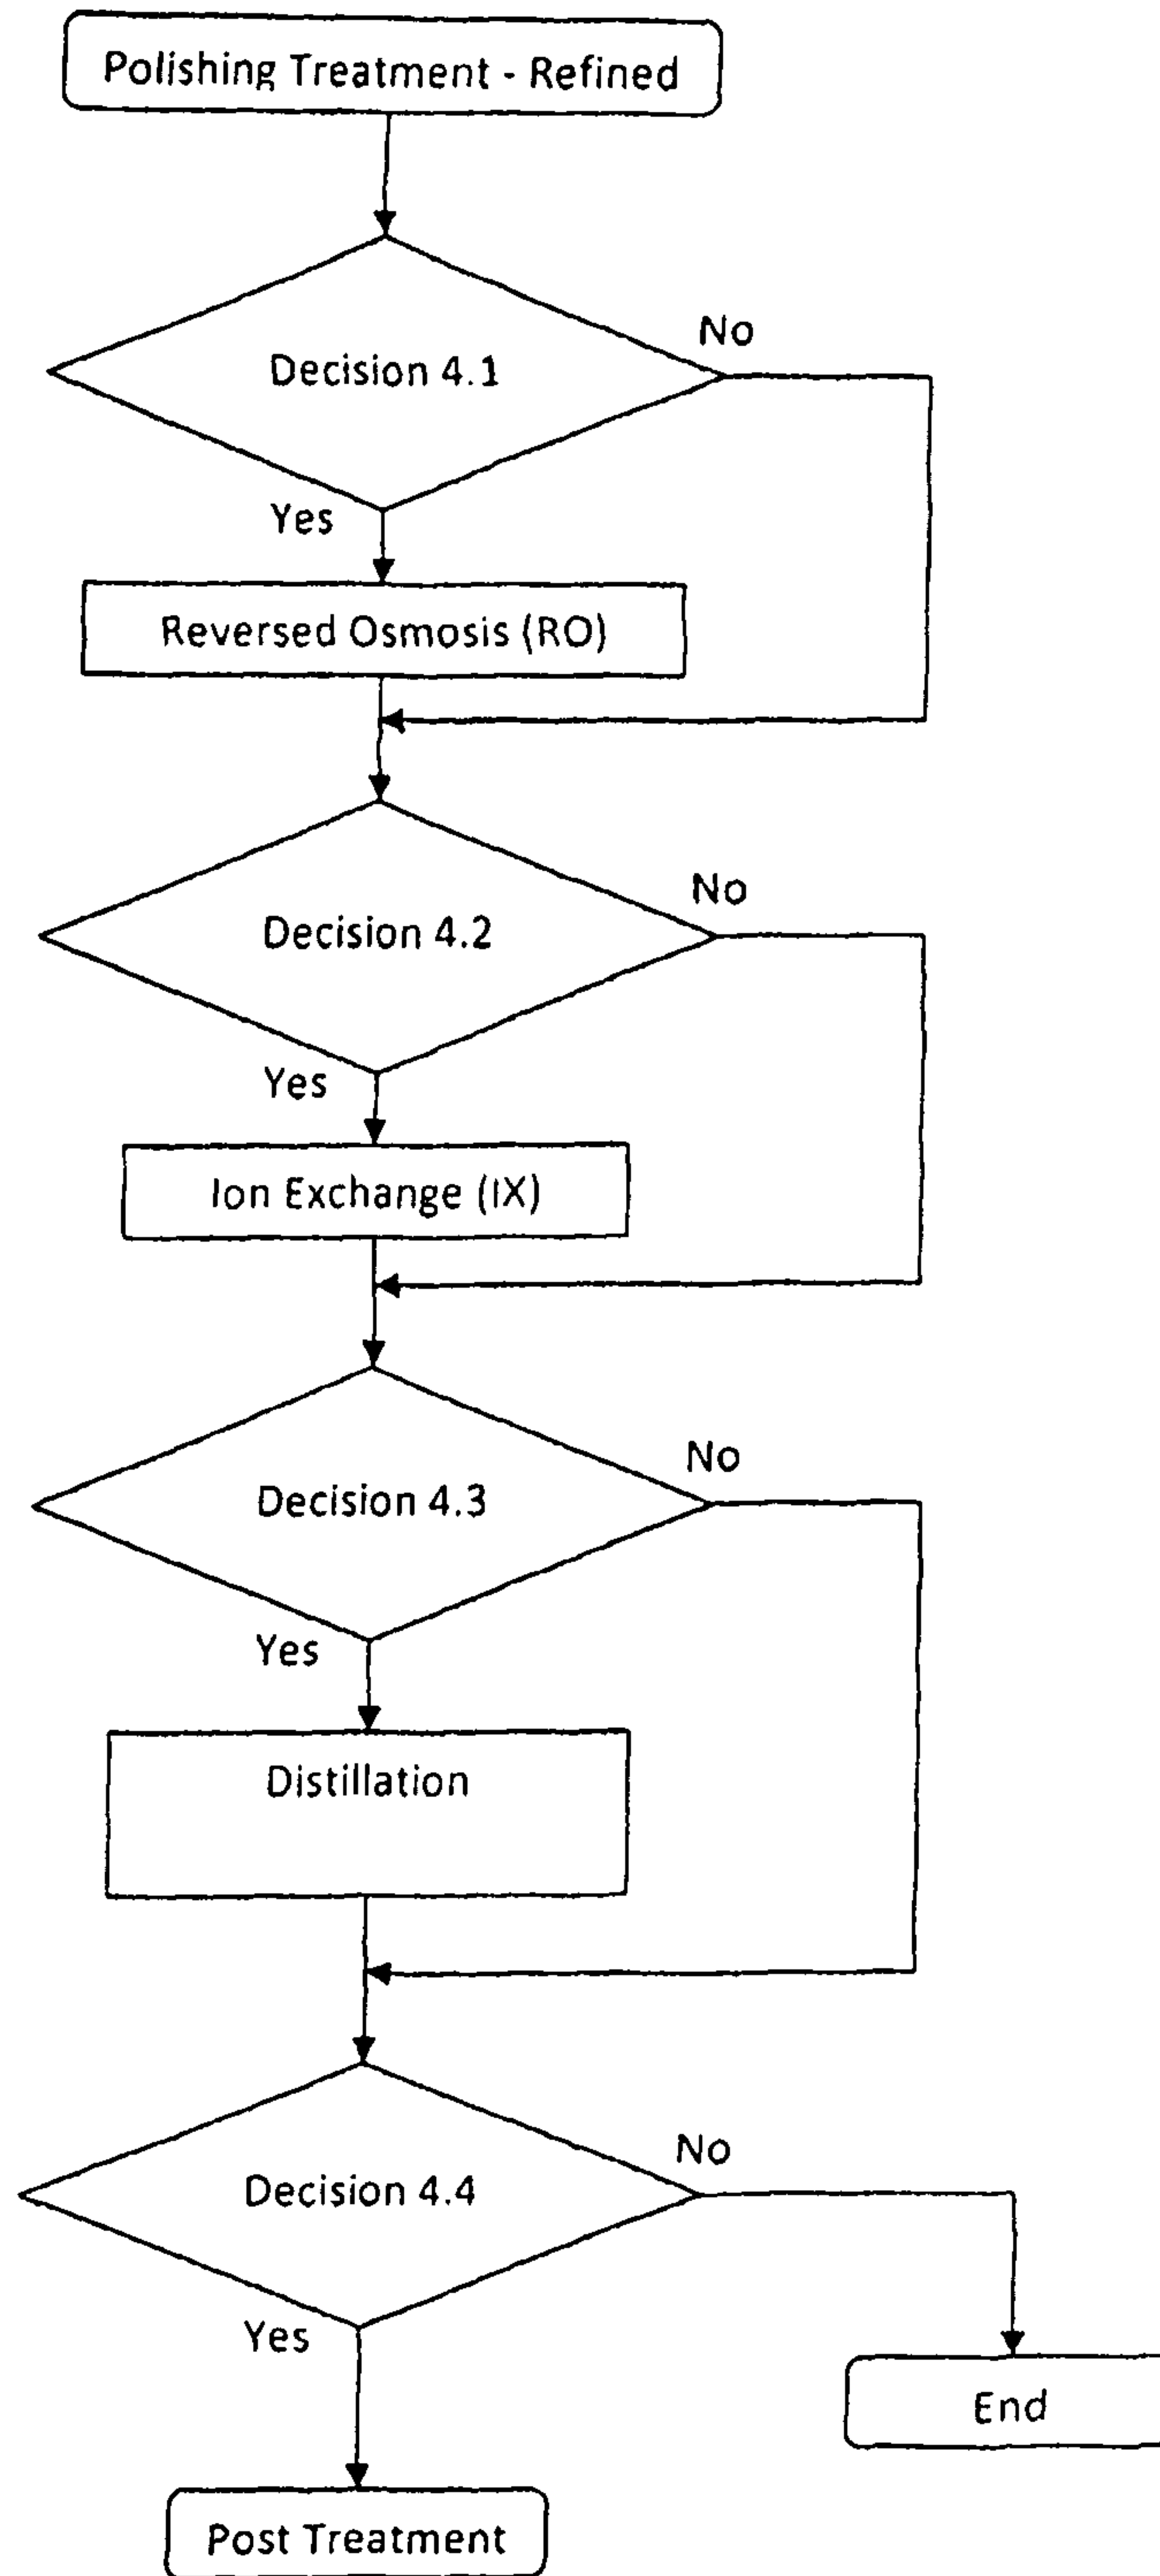 Polishing Treatment - Refined
Decision 4.1
No
Yes
Reversed Osmosis (RO)
Decision 4.2
No
Yes
Ion Exchange (IX)
Decision 4.3
No
Yes
Distillation
Decision 4.4
No
Yes
End
Post Treatment